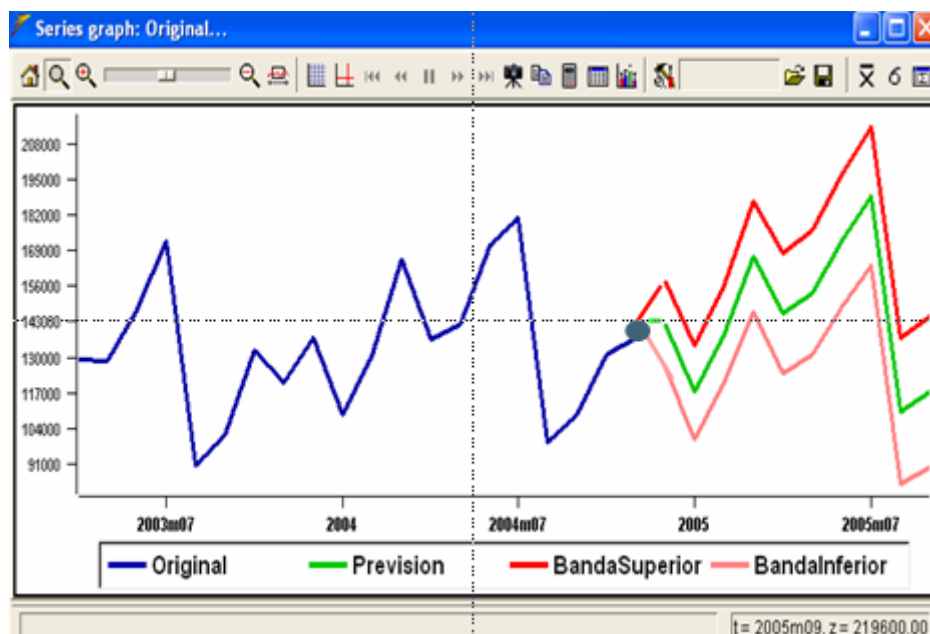 Series graph: Original...
208000
195000
182000
169000
156000
143000
130000
117000
104000
91000
2003m07 2004 2004m07 2005 2005m07
Original Prevision BandaSuperior BandaInferior
t= 2005m09, z= 219600.00